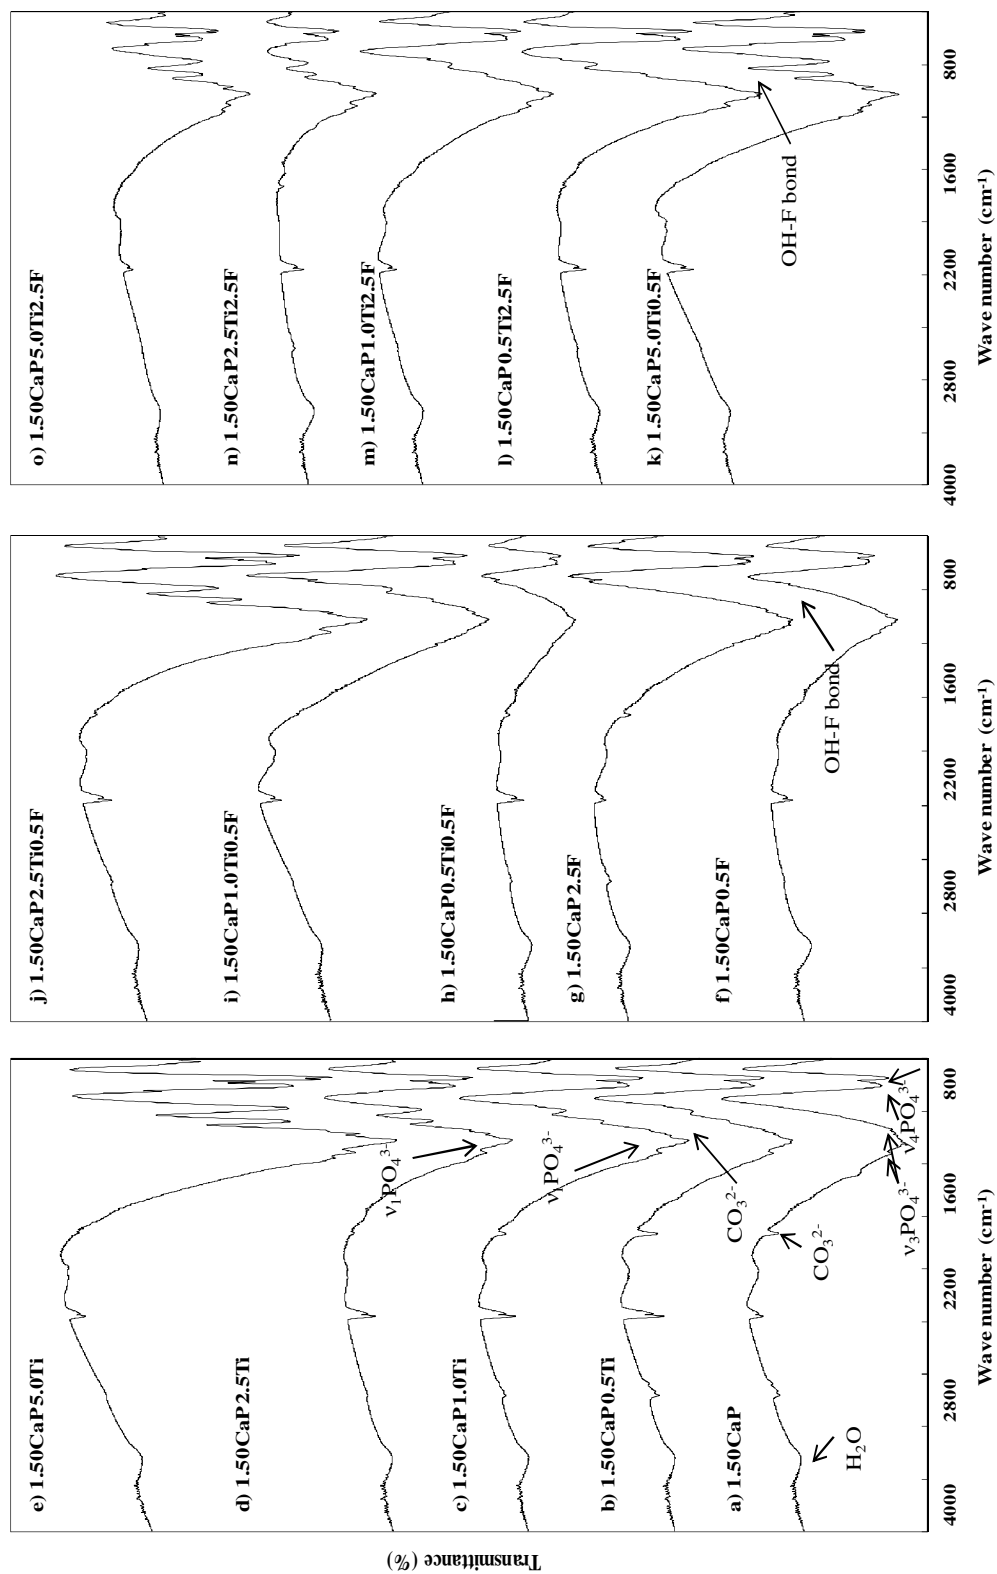 Transmittance (%)
e) 1.50CaP5.0Ti
d) 1.50CaP2.5Ti
c) 1.50CaP1.0Ti
b) 1.50CaP0.5Ti
a) 1.50CaP
ν₁PO₄³⁻
ν₁PO₄³⁻
CO₃²⁻
CO₃²⁻
H₂O
ν₃PO₄³⁻
ν₄PO₄³⁻
4000 2800 2200 1600 800
Wave number (cm⁻¹)
j) 1.50CaP2.5Ti0.5F
i) 1.50CaP1.0Ti0.5F
h) 1.50CaP0.5Ti0.5F
g) 1.50CaP2.5F
f) 1.50CaP0.5F
OH-F bond
4000 2800 2200 1600 800
Wave number (cm⁻¹)
o) 1.50CaP5.0Ti2.5F
n) 1.50CaP2.5Ti2.5F
m) 1.50CaP1.0Ti2.5F
l) 1.50CaP0.5Ti2.5F
k) 1.50CaP5.0Ti0.5F
OH-F bond
4000 2800 2200 1600 800
Wave number (cm⁻¹)